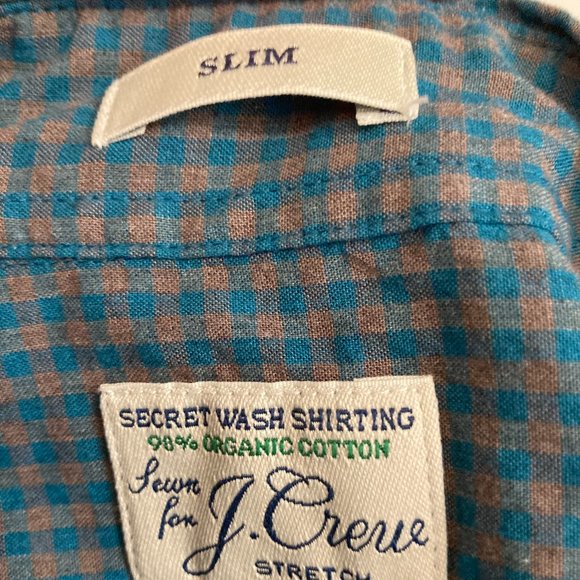 SLIM
SECRET WASH SHIRTING
98% ORGANIC COTTON
Sewn
for J.Crew
STRETCH